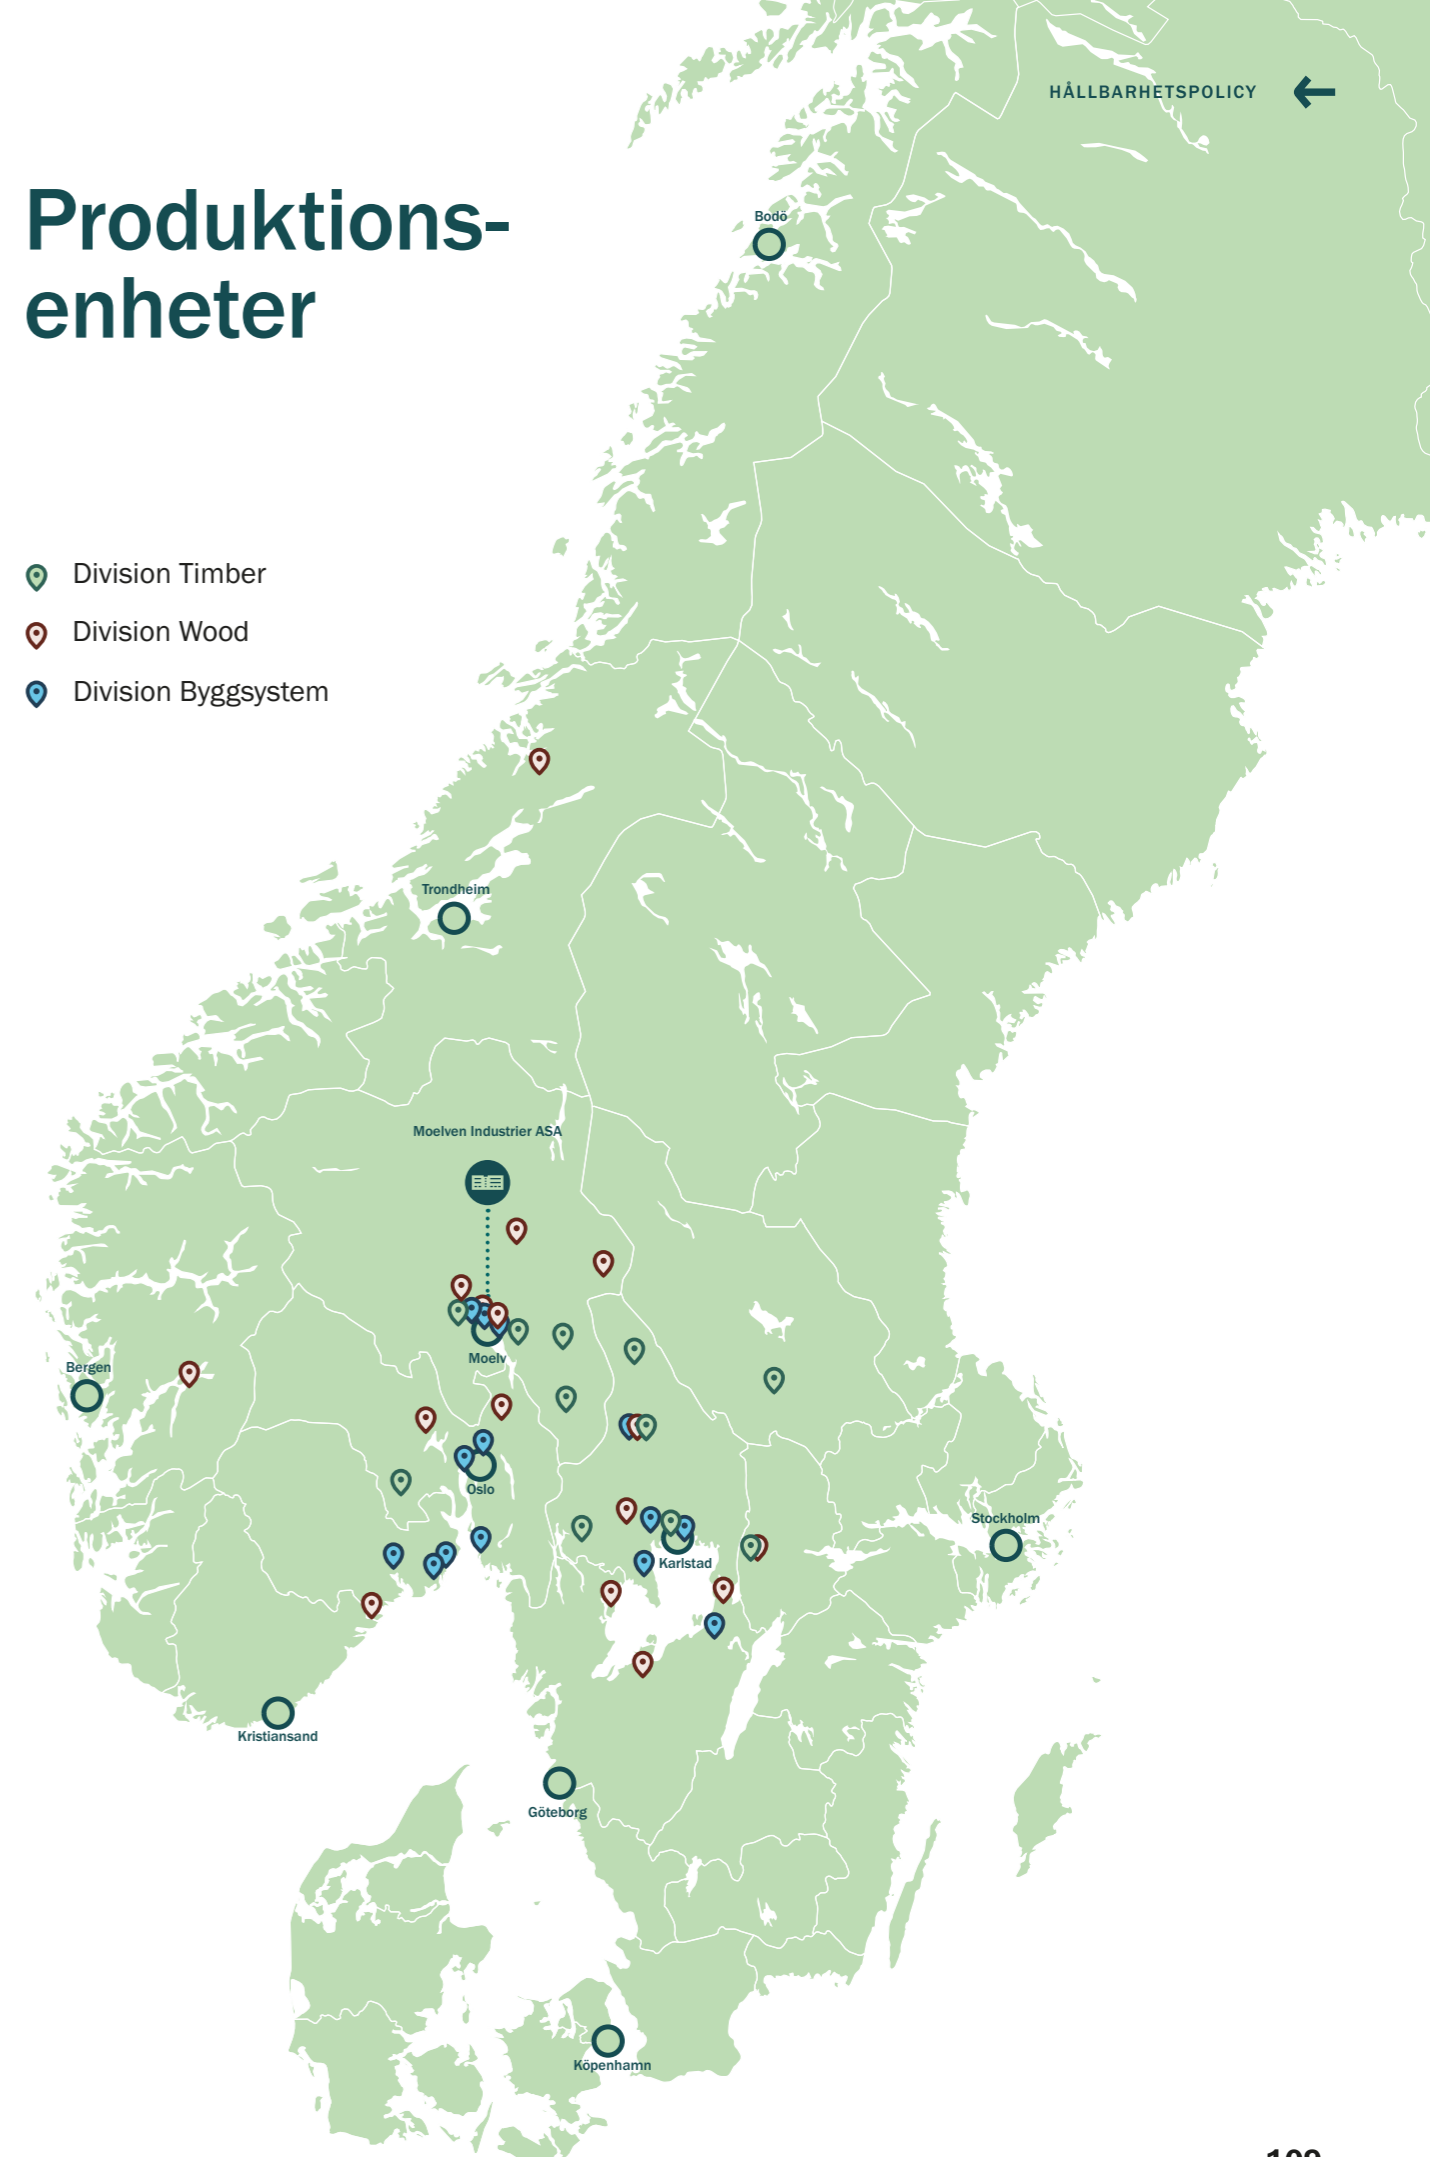 HÅLLBARHETSPOLICY
Produktions-
enheter
Bodö
Division Timber
Division Wood
Division Byggsystem
Trondheim
Moelven Industrier ASA
Moelv
Bergen
Oslo
Stockholm
Karlstad
Kristiansand
Göteborg
Köpenhamn